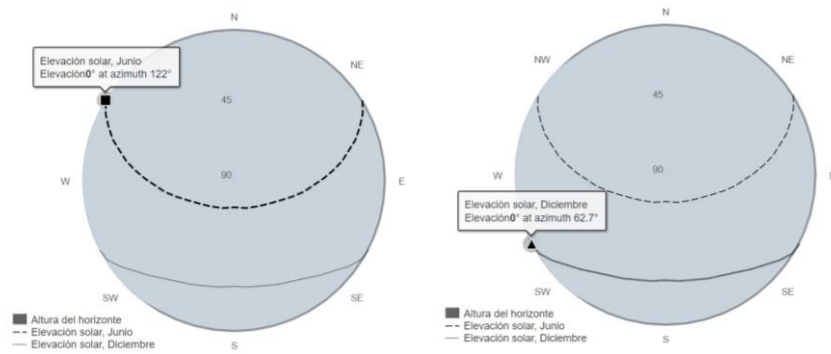 N
Elevación solar, Junio
Elevación0° at azimuth 122°
NE
45
W
90
E
SW
SE
S
Altura del horizonte
Elevación solar, Junio
Elevación solar, Diciembre
N
NW
NE
45
W
90
E
Elevación solar, Diciembre
Elevación0° at azimuth 62.7°
SW
SE
S
Altura del horizonte
Elevación solar, Junio
Elevación solar, Diciembre